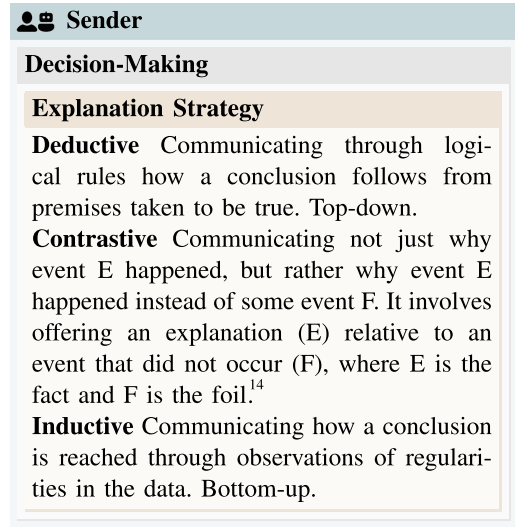 Sender
Decision-Making
Explanation Strategy
Deductive Communicating through logi-
cal rules how a conclusion follows from
premises taken to be true. Top-down.
Contrastive Communicating not just why
event E happened, but rather why event E
happened instead of some event F. It involves
offering an explanation (E) relative to an
event that did not occur (F), where E is the
fact and F is the foil.14
Inductive Communicating how a conclusion
is reached through observations of regulari-
ties in the data. Bottom-up.